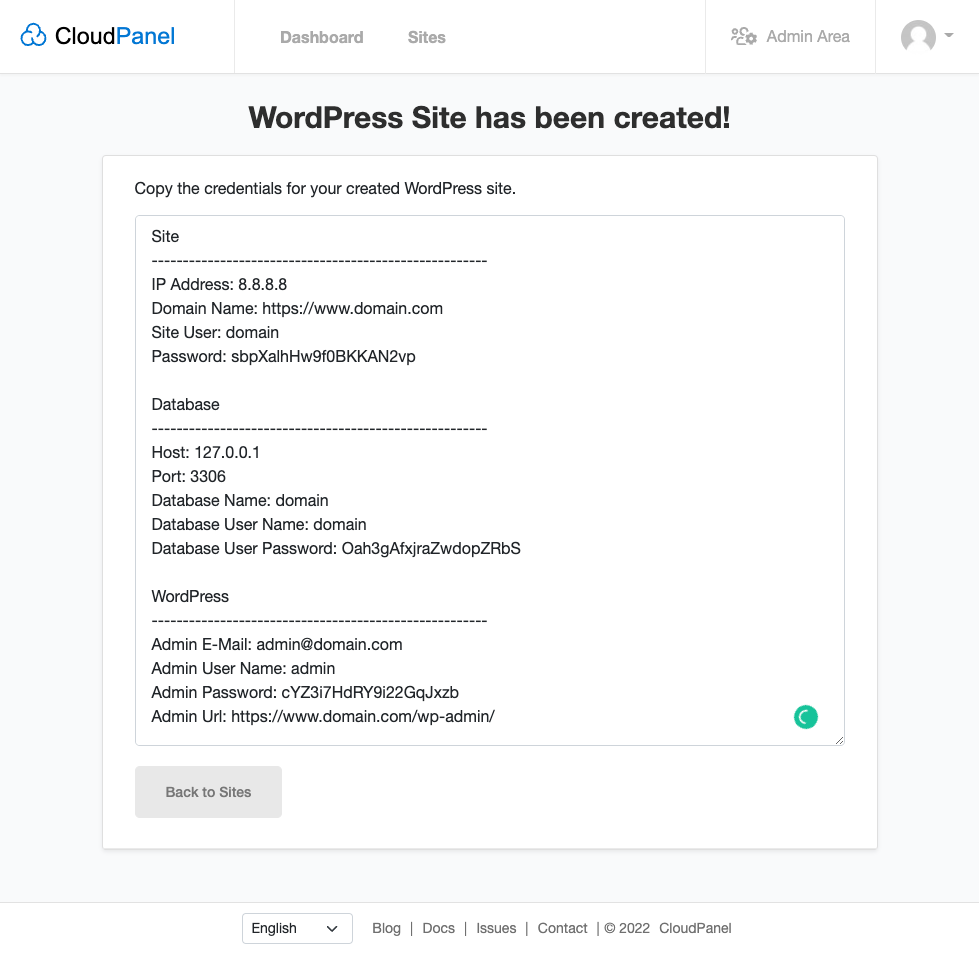 CloudPanel
Dashboard
Sites
Admin Area
WordPress Site has been created!
Copy the credentials for your created WordPress site.
Site
------------------------------------------------------
IP Address: 8.8.8.8
Domain Name: https://www.domain.com
Site User: domain
Password: sbpXalhHw9f0BKKAN2vp
Database
------------------------------------------------------
Host: 127.0.0.1
Port: 3306
Database Name: domain
Database User Name: domain
Database User Password: Oah3gAfxjraZwdopZRbS
WordPress
------------------------------------------------------
Admin E-Mail: admin@domain.com
Admin User Name: admin
Admin Password: cYZ3i7HdRY9i22GqJxzb
Admin Url: https://www.domain.com/wp-admin/
Back to Sites
English
Blog | Docs | Issues | Contact | © 2022 CloudPanel